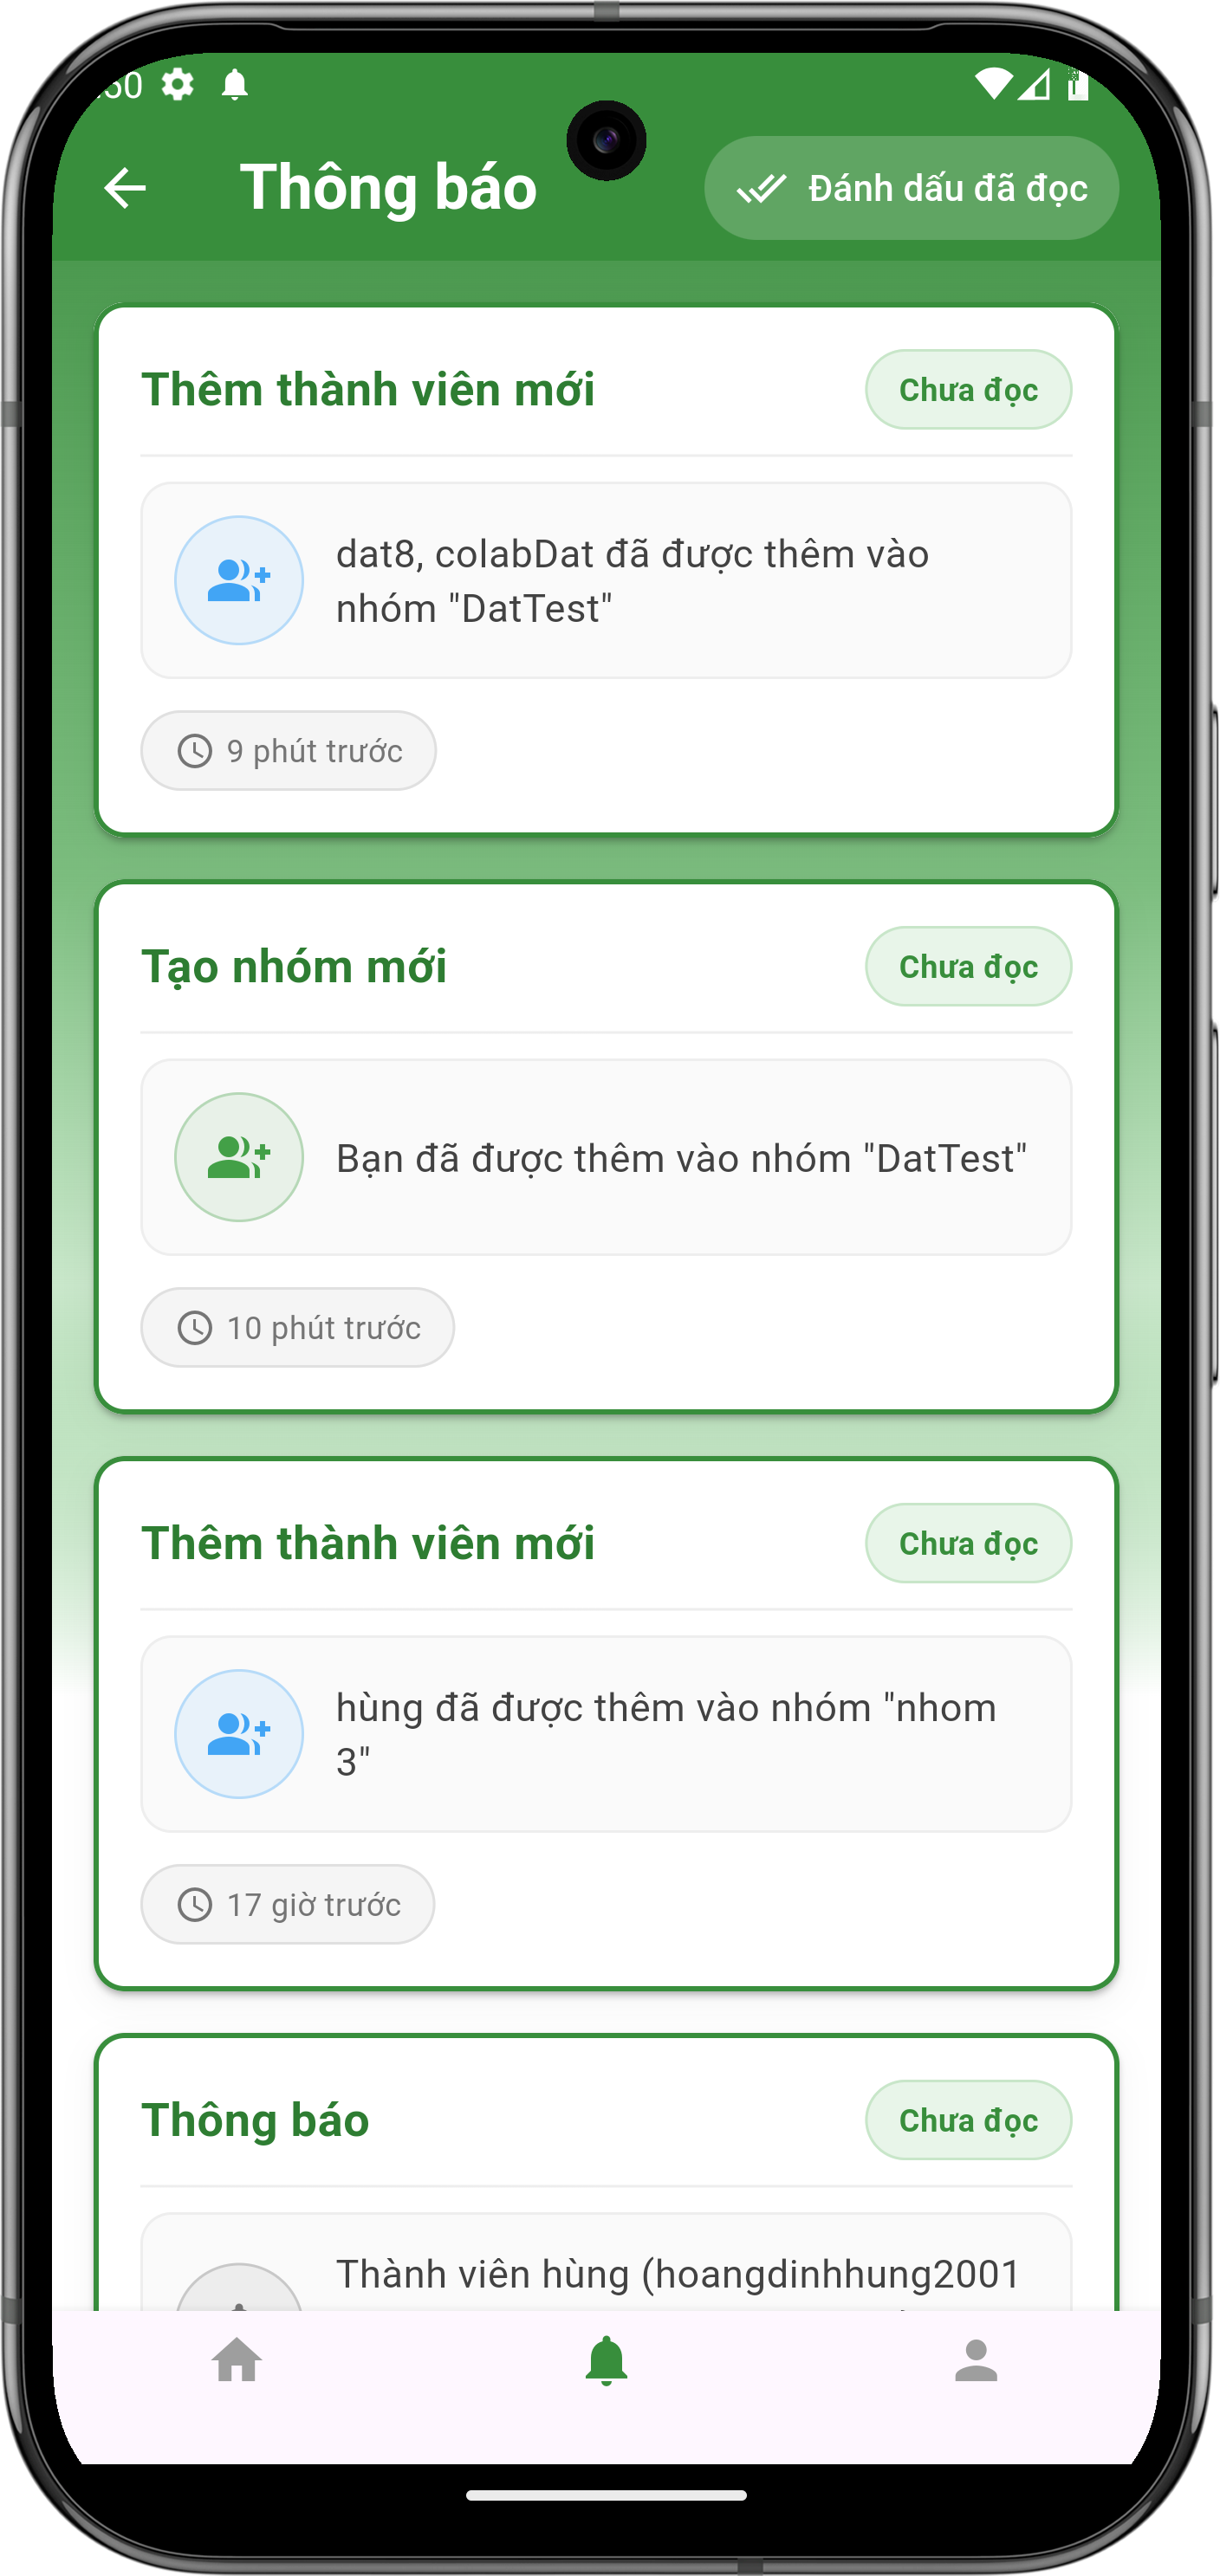 Thông báo
Đánh dấu đã đọc
Thêm thành viên mới
Chưa đọc
dat8, colabDat đã được thêm vào
nhóm "DatTest"
9 phút trước
Tạo nhóm mới
Chưa đọc
Bạn đã được thêm vào nhóm "DatTest"
10 phút trước
Thêm thành viên mới
Chưa đọc
hùng đã được thêm vào nhóm "nhom
3"
17 giờ trước
Thông báo
Chưa đọc
Thành viên hùng (hoangdinhhung2001